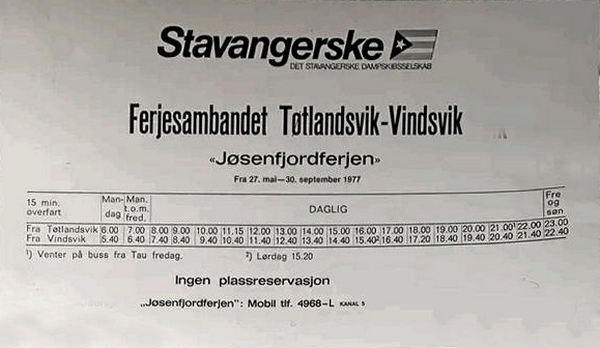 Stavangerske
DET STAVANGERSKE DAMPSKIBSSELSKAB
Ferjesambandet Tøtlandsvik-Vindsvik
«Jøsenfjordferjen»
Fra 27. mai—30. september 1977
15 min. overfart Man- dag Man. t.o.m. fred. DAGLIG Fre og søn
Fra Tøtlandsvik 6.00 7.00 8.00 9.00 10.00 11.15 12.00 13.00 14.00 15.00 16.00 17.00 18.00 19.00 20.00 21.00¹ 22.00 23.00
Fra Vindsvik 5.40 6.40 7.40 8.40 9.40 10.40 11.40 12.40 13.40 14.40 15.40² 16.40 17.20 18.40 19.40 20.40 21.40 22.40
¹) Venter på buss fra Tau fredag. ²) Lørdag 15.20
Ingen plassreservasjon
„Jøsenfjordferjen": Mobil tlf. 4968-L KANAL 5